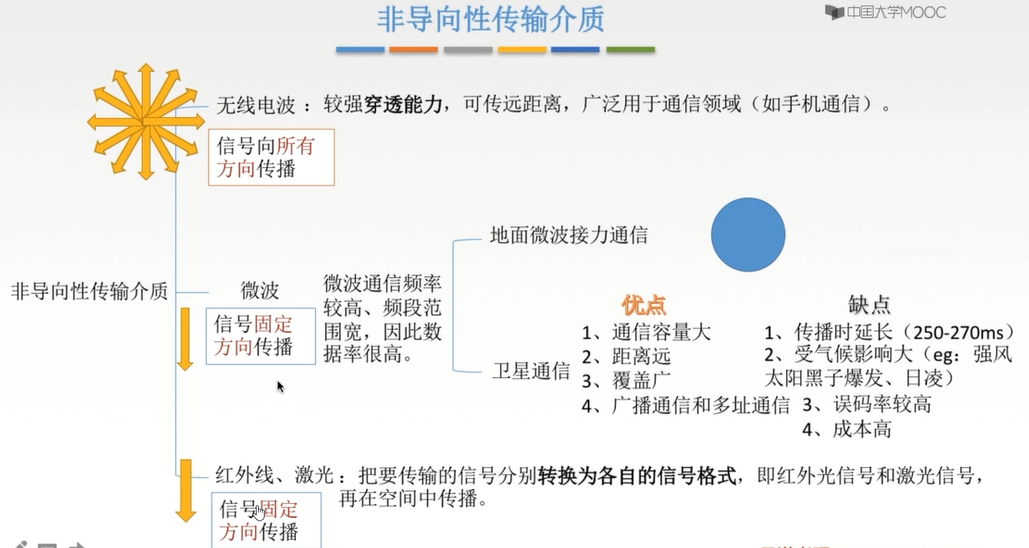 非导向性传输介质
中国大学MOOC
无线电波：较强穿透能力，可传远距离，广泛用于通信领域（如手机通信）。
信号向所有
方向传播
非导向性传输介质
微波
信号固定
方向传播
微波通信频率
较高、频段范
围宽，因此数
据率很高。
地面微波接力通信
卫星通信
优点
1、通信容量大
2、距离远
3、覆盖广
4、广播通信和多址通信
缺点
1、传播时延长（250-270ms）
2、受气候影响大（eg：强风
太阳黑子爆发、日凌）
3、误码率较高
4、成本高
红外线、激光：把要传输的信号分别转换为各自的信号格式，即红外光信号和激光信号，
再在空间中传播。
信号固定
方向传播